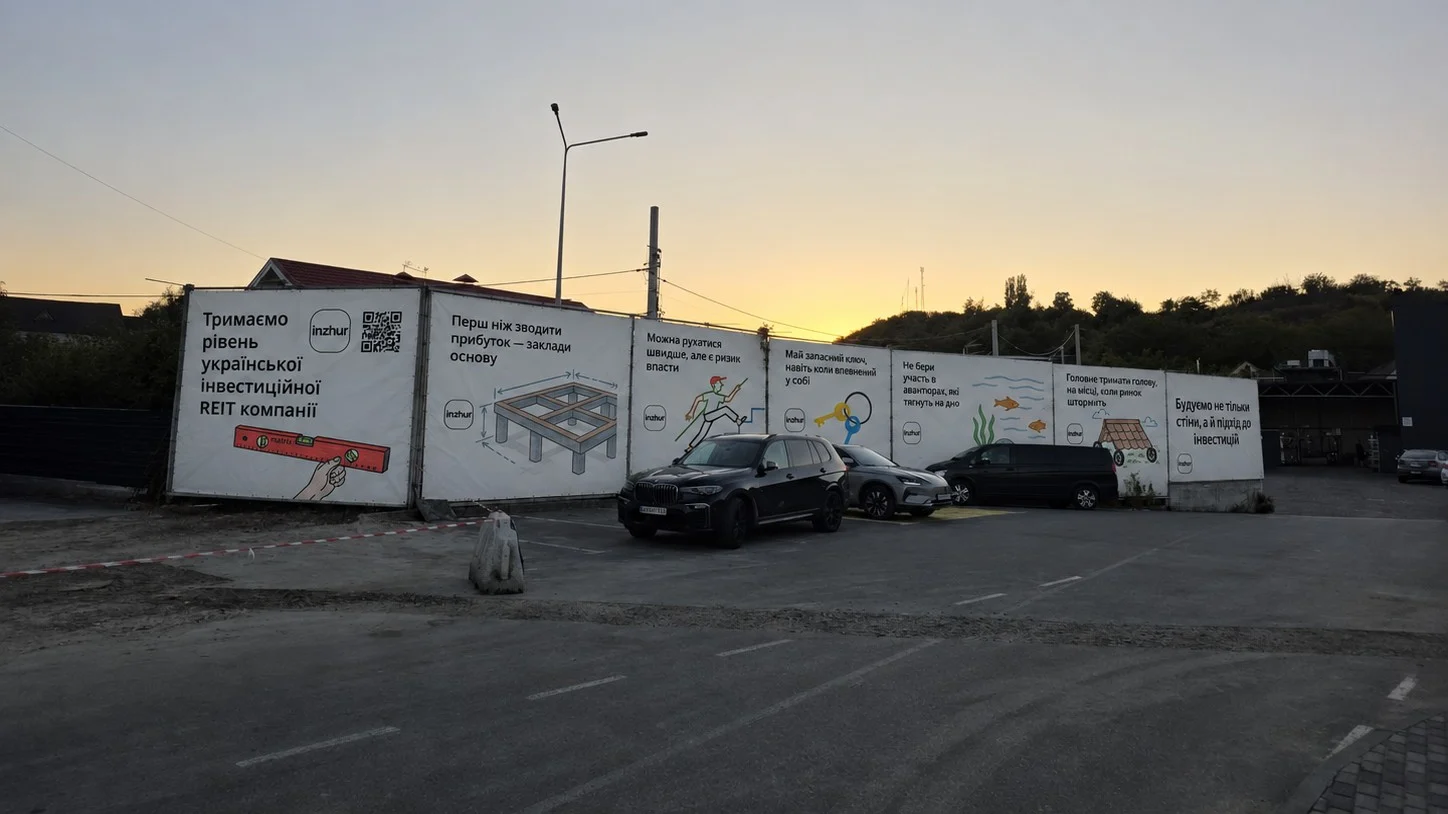 Тримаємо
рівень
української
інвестиційної
REIT компанії
inzhur
matrix
Перш ніж зводити
прибуток — заклади
основу
inzhur
Можна рухатися
швидше, але є ризик
впасти
inzhur
Май запасний ключ,
навіть коли впевнений
у собі
inzhur
Не бери
участь в
авантюрах, які
тягнуть на дно
inzhur
Головне тримати голову,
на місці, коли ринок
шторміть
inzhur
Будуємо не тільки
стіни, а й підхід до
інвестицій
inzhur